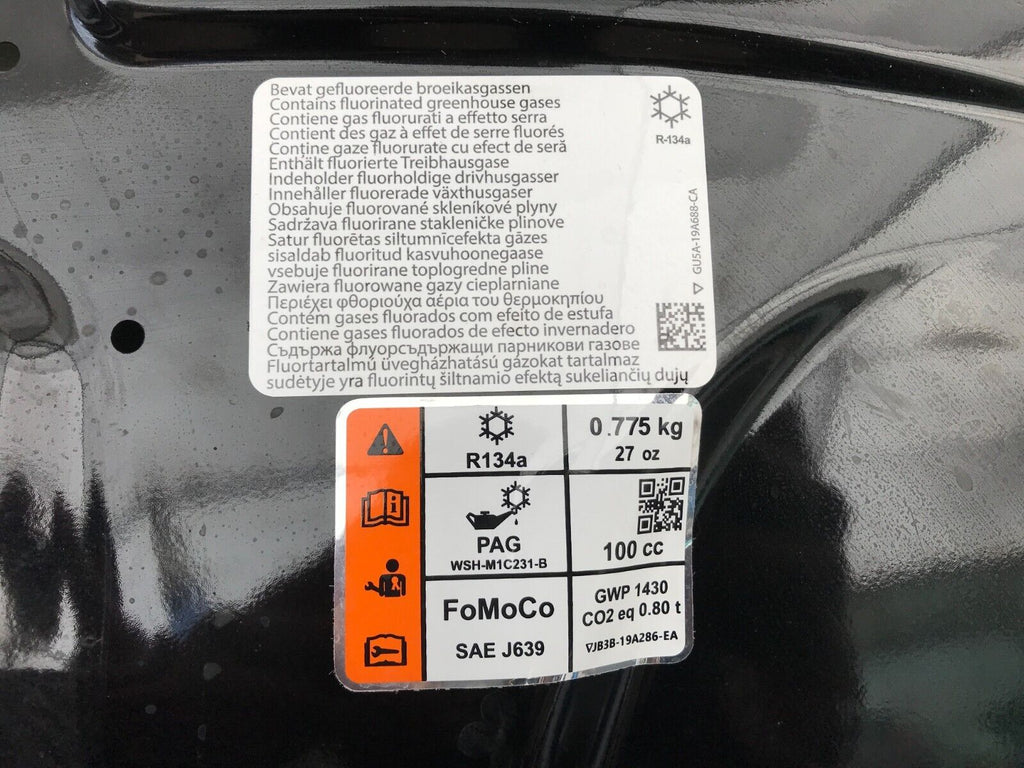 Bevat gefluoreerde broeikasgassen
Contains fluorinated greenhouse gases
Contiene gas fluorurati a effetto serra
Contient des gaz à effet de serre fluorés
Conține gaze fluorurate cu efect de seră
Enthält fluorierte Treibhausgase
Indeholder fluorholdige drivhusgasser
Innehåller fluorerade växthusgaser
Obsahuje fluorované skleníkové plyny
Sadržava fluorirane stakleničke plinove
Satur fluorētas siltumnīcefekta gāzes
sisaldab fluoritud kasvuhoonegaase
vsebuje fluorirane toplogredne pline
Zawiera fluorowane gazy cieplarniane
Περιέχει φθοριούχα αέρια του θερμοκηπίου
Contém gases fluorados com efeito de estufa
Contiene gases fluorados de efecto invernadero
Съдържа флуорсъдържащи парникови газове
Fluortartalmú üvegházhatású gázokat tartalmaz
sudėtyje yra fluorintų šiltnamio efektą sukeliančių dujų
R-134a
GU5A-19A688-CA
R134a
0.775 kg
27 oz
PAG
WSH-M1C231-B
100 cc
FoMoCo
SAE J639
GWP 1430
CO2 eq 0.80 t
JB3B-19A286-EA